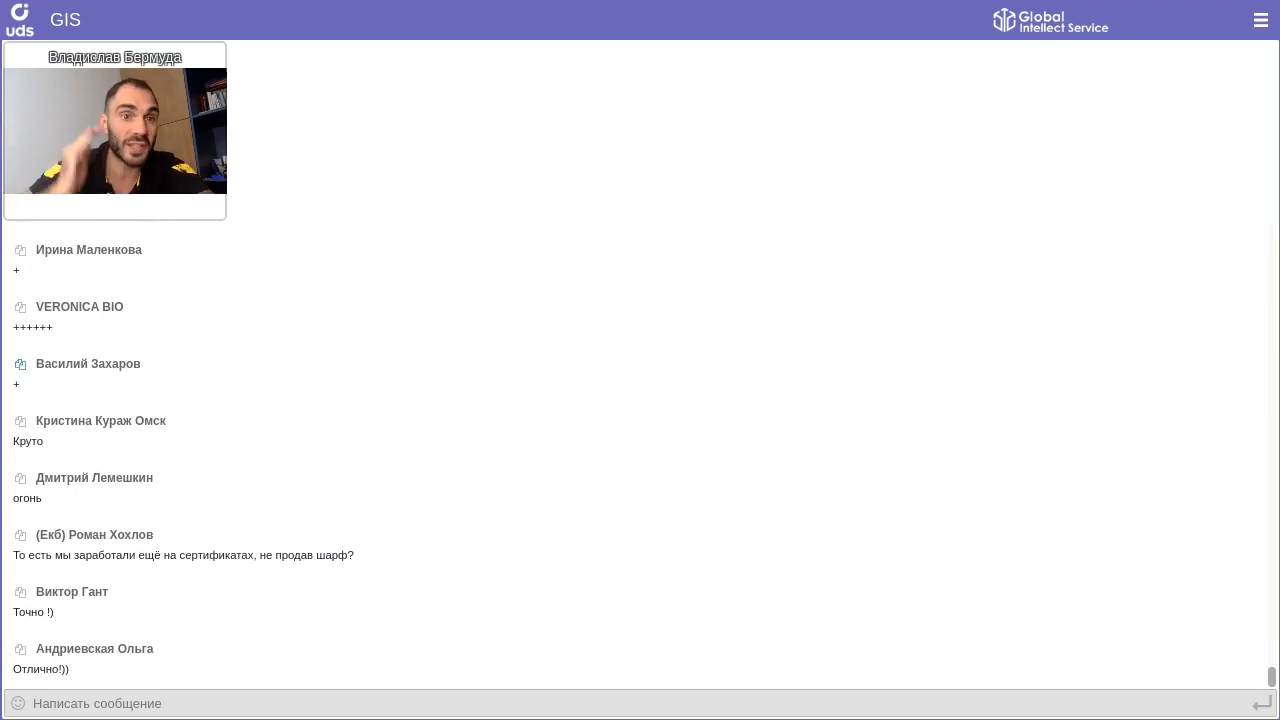 uds
GIS
Global
Intellect Service
Владислав Бермуда
Ирина Маленкова
+
VERONICA BIO
++++++
Василий Захаров
+
Кристина Кураж Омск
Круто
Дмитрий Лемешкин
огонь
(Екб) Роман Хохлов
То есть мы заработали ещё на сертификатах, не продав шарф?
Виктор Гант
Точно !)
Андриевская Ольга
Отлично!))
Написать сообщение